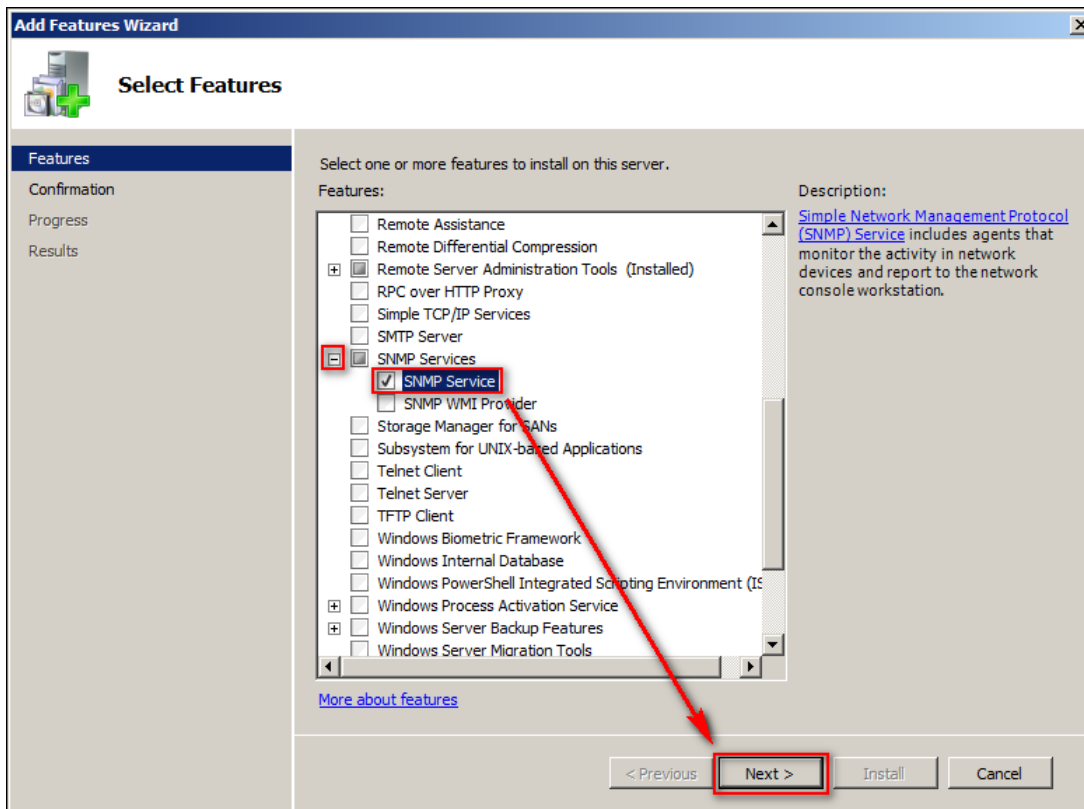 Add Features Wizard
Select Features
Features
Confirmation
Progress
Results
Select one or more features to install on this server.
Features:
Remote Assistance
Remote Differential Compression
Remote Server Administration Tools (Installed)
RPC over HTTP Proxy
Simple TCP/IP Services
SMTP Server
SNMP Services
SNMP Service
SNMP WMI Provider
Storage Manager for SANs
Subsystem for UNIX-based Applications
Telnet Client
Telnet Server
TFTP Client
Windows Biometric Framework
Windows Internal Database
Windows PowerShell Integrated Scripting Environment (IS
Windows Process Activation Service
Windows Server Backup Features
Windows Server Migration Tools
More about features
Description:
Simple Network Management Protocol
(SNMP) Service includes agents that
monitor the activity in network
devices and report to the network
console workstation.
< Previous
Next >
Install
Cancel